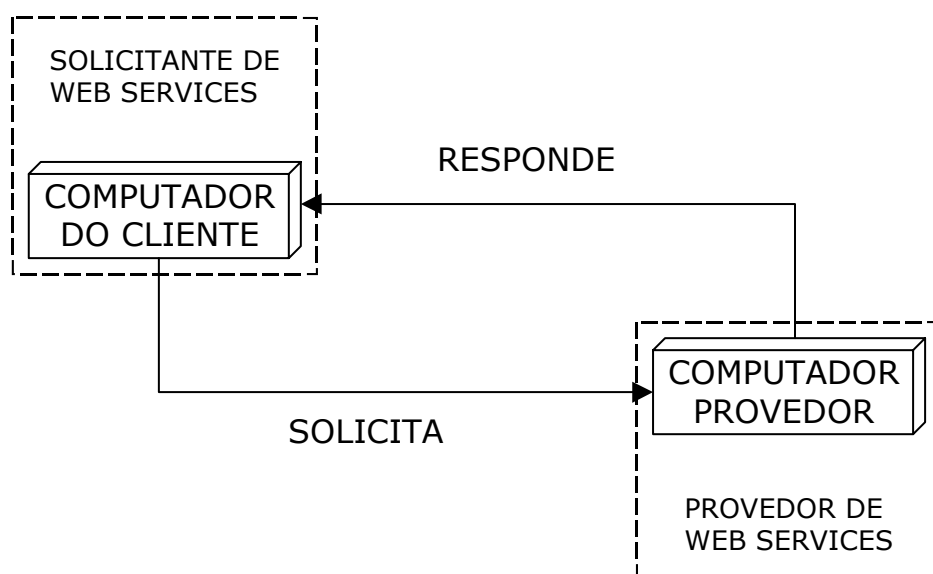 SOLICITANTE DE
WEB SERVICES
RESPONDE
COMPUTADOR
DO CLIENTE
COMPUTADOR
PROVEDOR
SOLICITA
PROVEDOR DE
WEB SERVICES